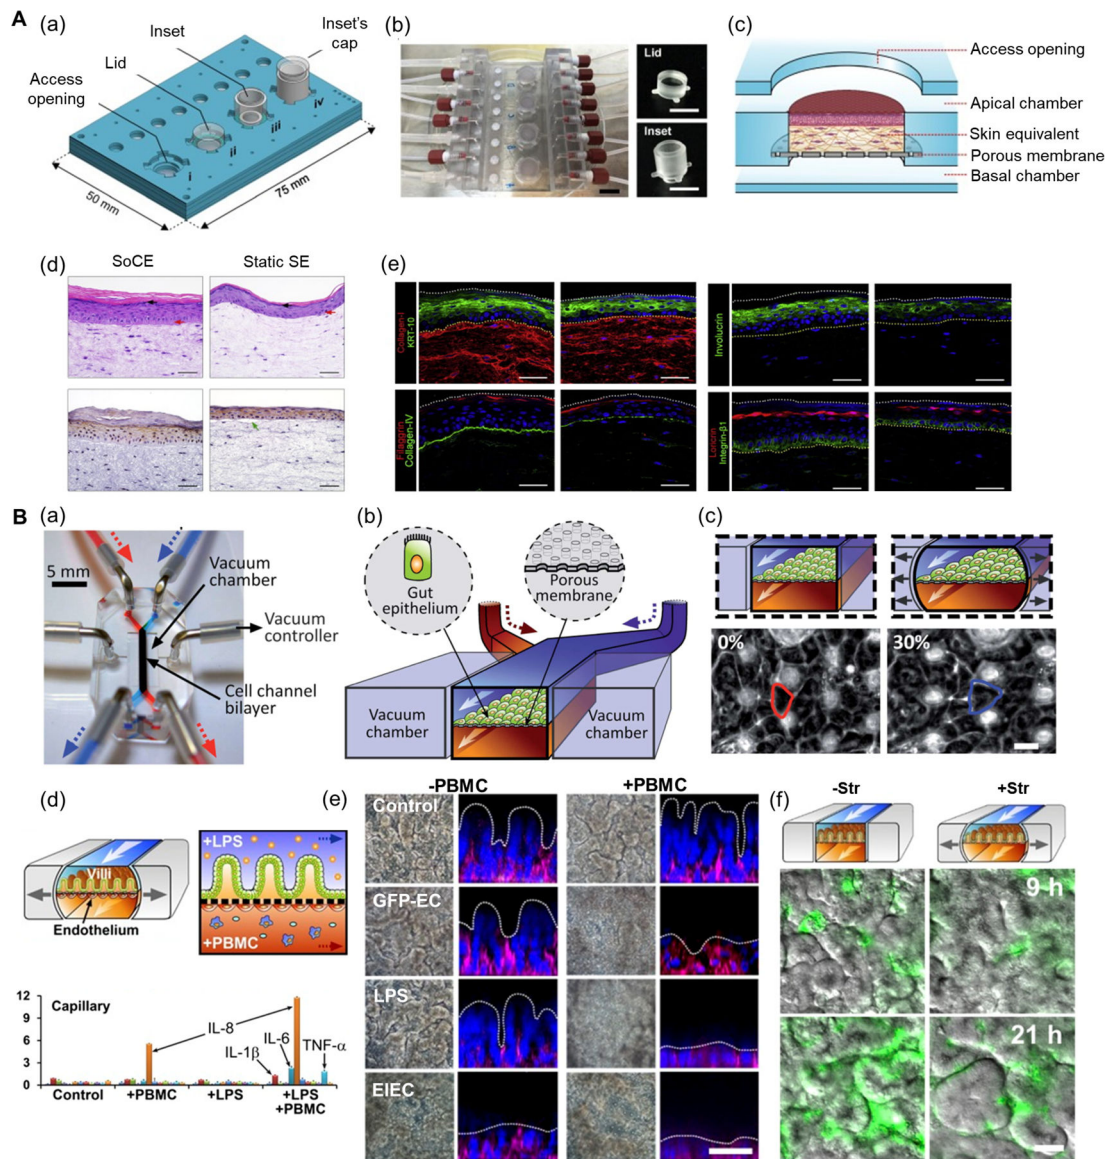 A
(a)
Inset
Inset's
cap
Lid
Access
opening
i
ii
iii
iv
50 mm
75 mm
(b)
Lid
Inset
(c)
Access opening
Apical chamber
Skin equivalent
Porous membrane
Basal chamber
(d)
SoCE
Static SE
(e)
Collagen-I
KRT-10
Involucrin
Filaggrin
Collagen-IV
Loricrin
Integrin-β1
B
(a)
5 mm
Vacuum
chamber
Vacuum
controller
Cell channel
bilayer
(b)
Gut
epithelium
Porous
membrane
Vacuum
chamber
Vacuum
chamber
(c)
0%
30%
(d)
Villi
Endothelium
+LPS
+PBMC
Capillary
15
12
9
6
3
0
IL-8
IL-1β
IL-6
TNF-α
Control
+PBMC
+LPS
+LPS
+PBMC
(e)
-PBMC
+PBMC
Control
GFP-EC
LPS
EIEC
(f)
-Str
+Str
9 h
21 h